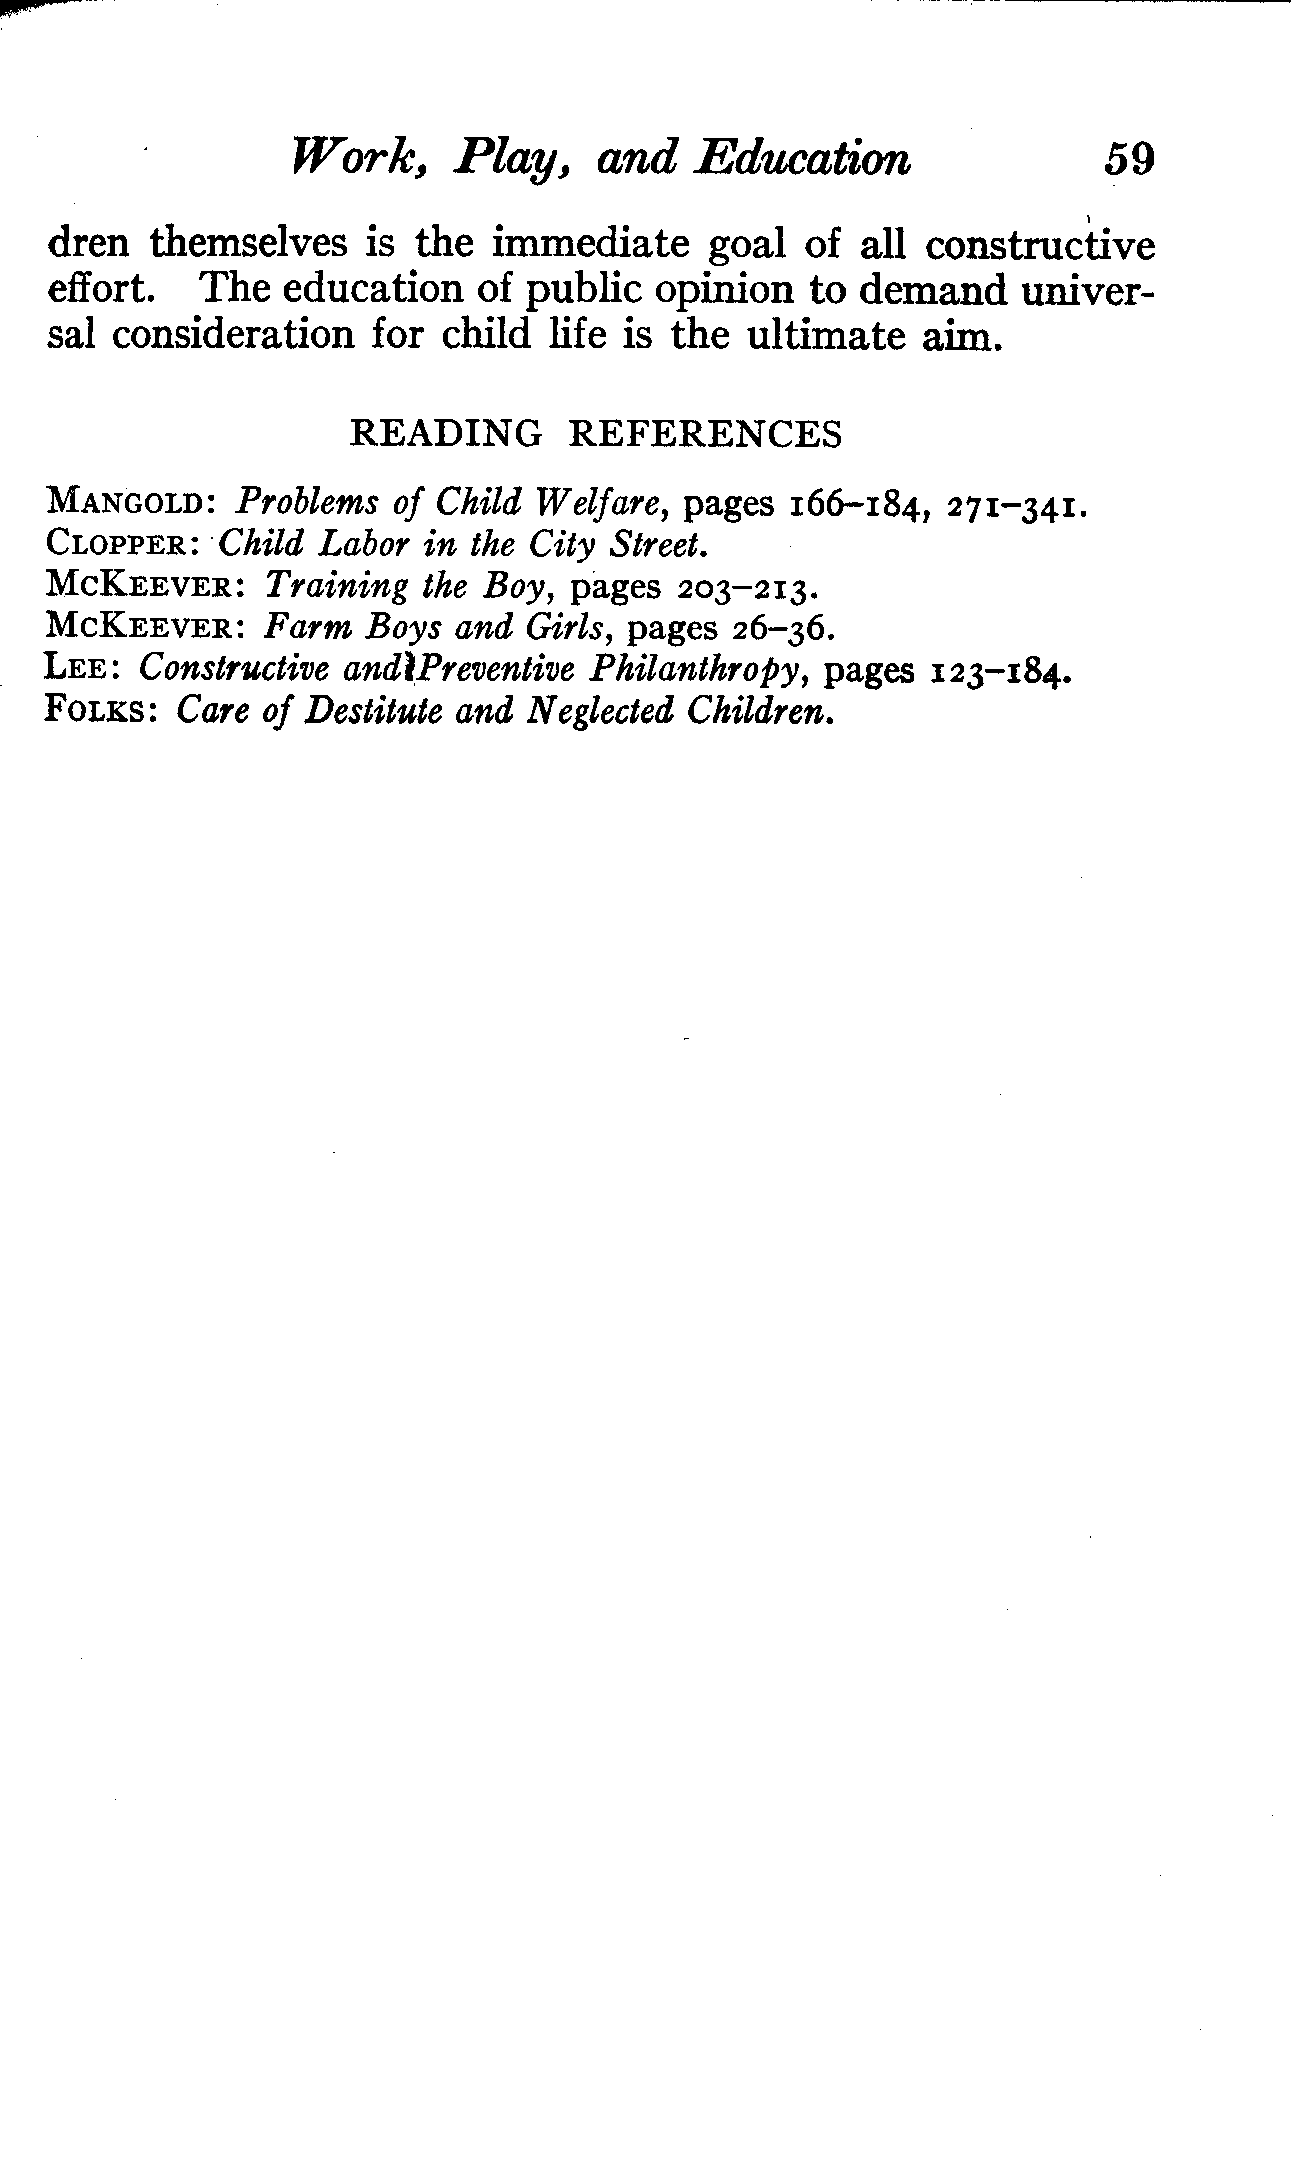 Work, Play, and Education 59
dren themselves is the immediate goal of all constructive
effort. The education of public opinion to demand univer-
sal consideration for child life is the ultimate aim.
READING REFERENCES
MANGOLD: Problems of Child Welfare, pages 166–184, 271–341.
CLOPPER: Child Labor in the City Street.
MCKEEVER: Training the Boy, pages 203–213.
MCKEEVER: Farm Boys and Girls, pages 26–36.
LEE: Constructive and Preventive Philanthropy, pages 123–184.
FOLKS: Care of Destitute and Neglected Children.